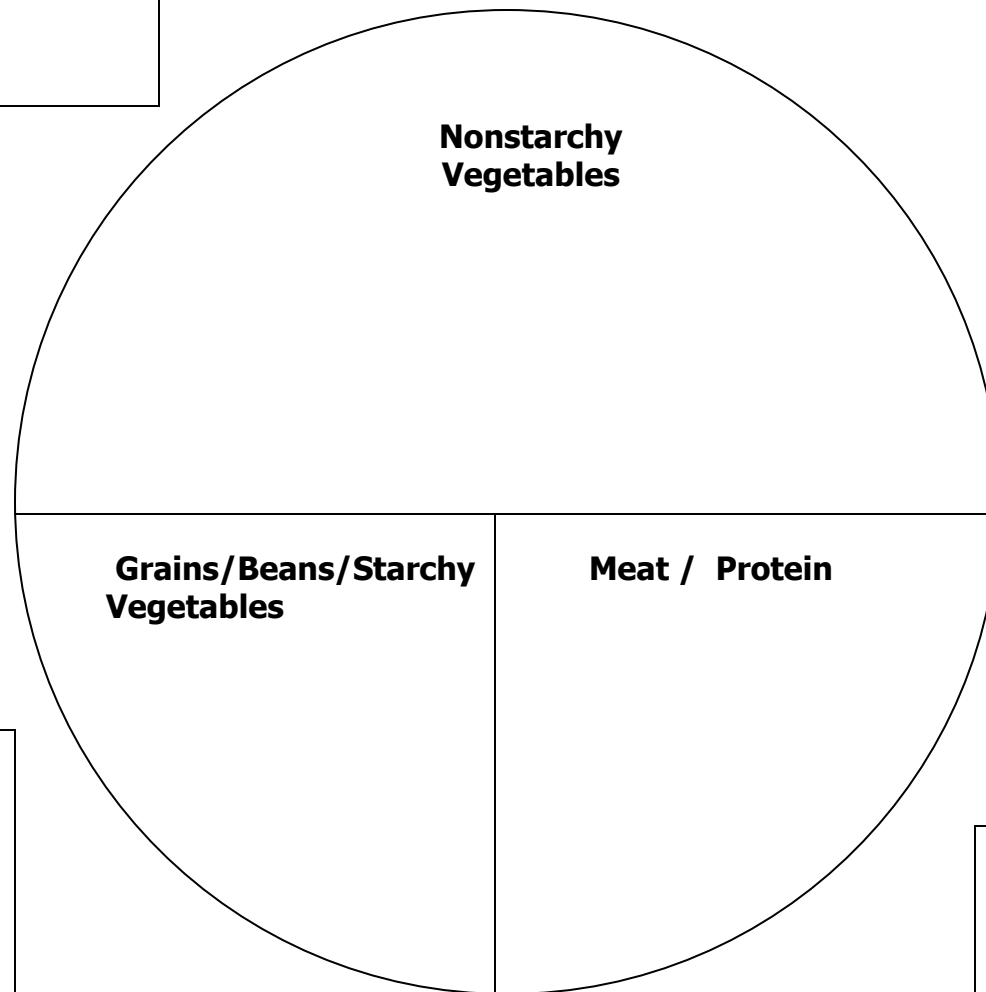 Nonstarchy
Vegetables
Grains/Beans/Starchy
Vegetables
Meat / Protein